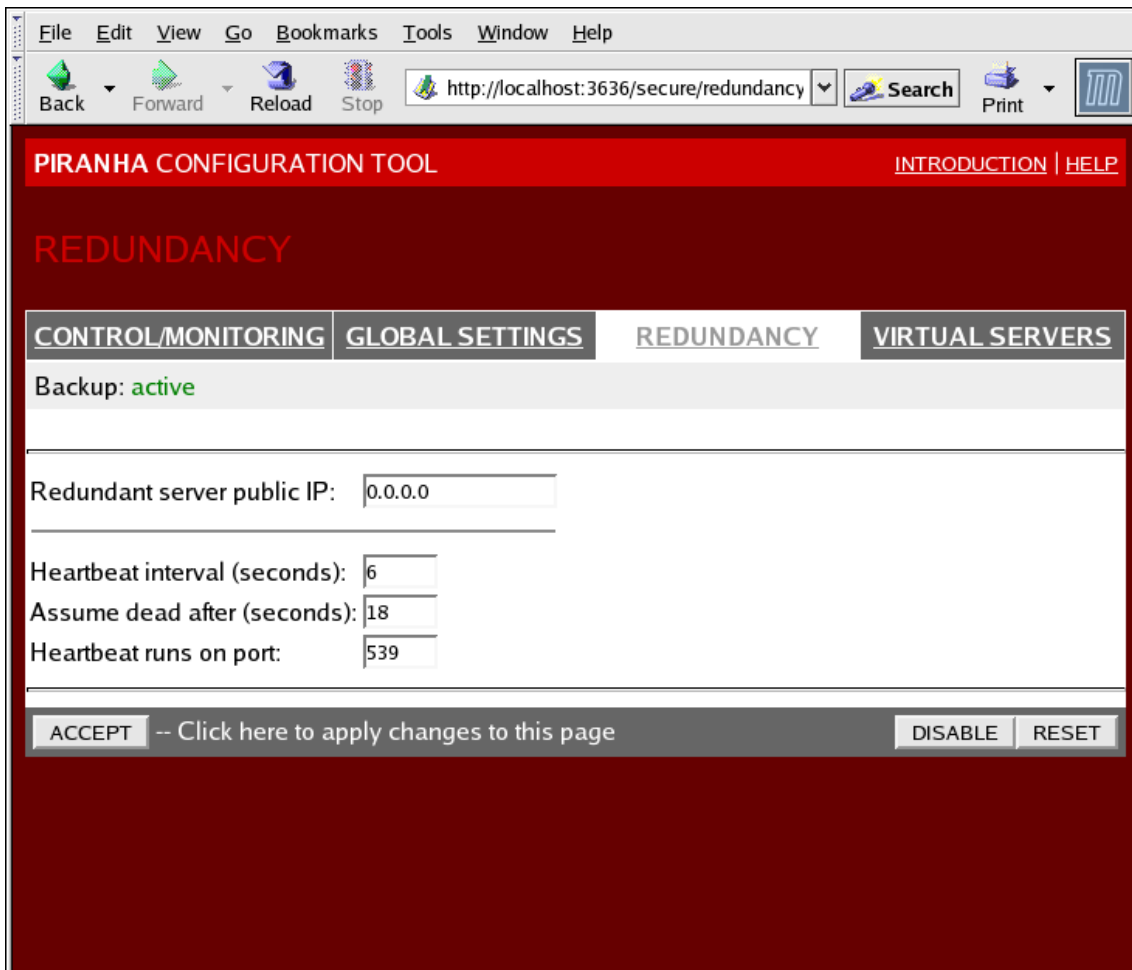 File Edit View Go Bookmarks Tools Window Help
Back Forward Reload Stop http://localhost:3636/secure/redundancy Search Print
PIRANHA CONFIGURATION TOOL INTRODUCTION | HELP
REDUNDANCY
CONTROL/MONITORING GLOBAL SETTINGS REDUNDANCY VIRTUAL SERVERS
Backup: active
Redundant server public IP: 0.0.0.0
Heartbeat interval (seconds): 6
Assume dead after (seconds): 18
Heartbeat runs on port: 539
ACCEPT -- Click here to apply changes to this page DISABLE RESET